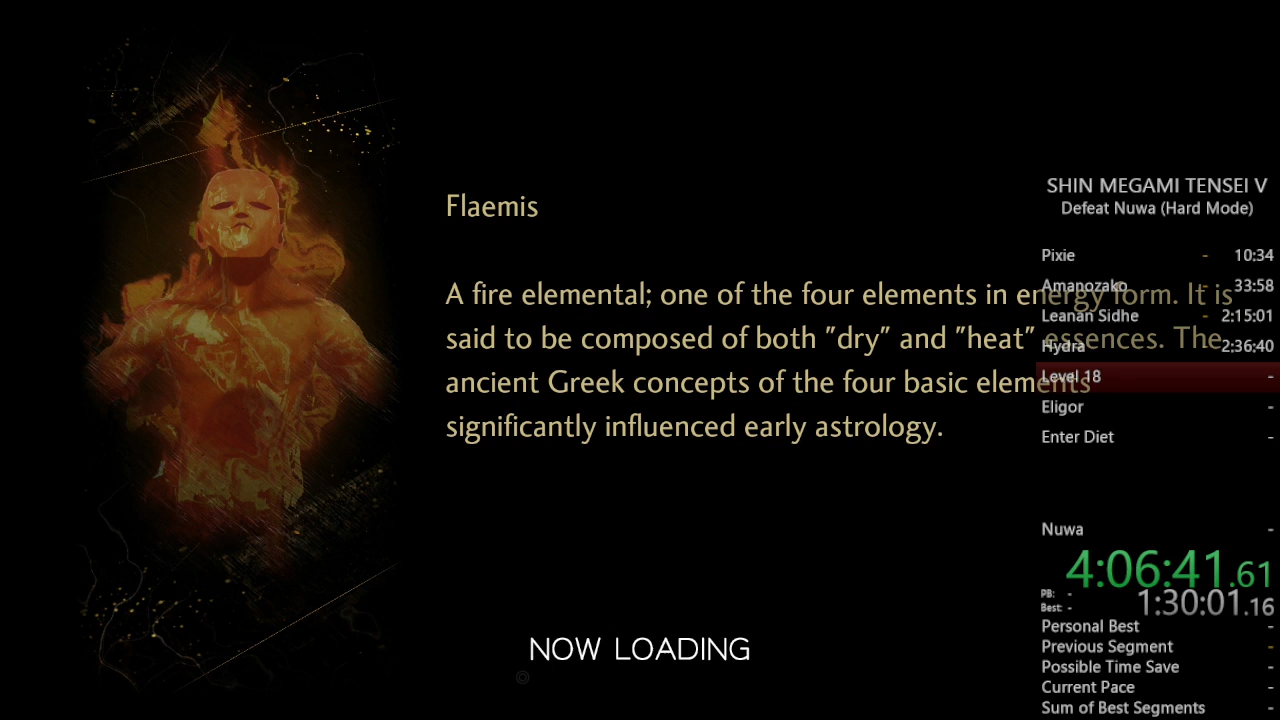 Flaemis
A fire elemental; one of the four elements in energy form. It is
said to be composed of both "dry" and "heat" essences. The
ancient Greek concepts of the four basic elements
significantly influenced early astrology.
NOW LOADING
SHIN MEGAMI TENSEI V
Defeat Nuwa (Hard Mode)
Pixie - 10:34
Amanozako - 33:58
Leanan Sidhe - 2:15:01
Hydra 2:36:40
Level 18 -
Eligor -
Enter Diet -
Nuwa -
4:06:41.61
PB: -
Best: - 1:30:01.16
Personal Best -
Previous Segment -
Possible Time Save -
Current Pace -
Sum of Best Segments -